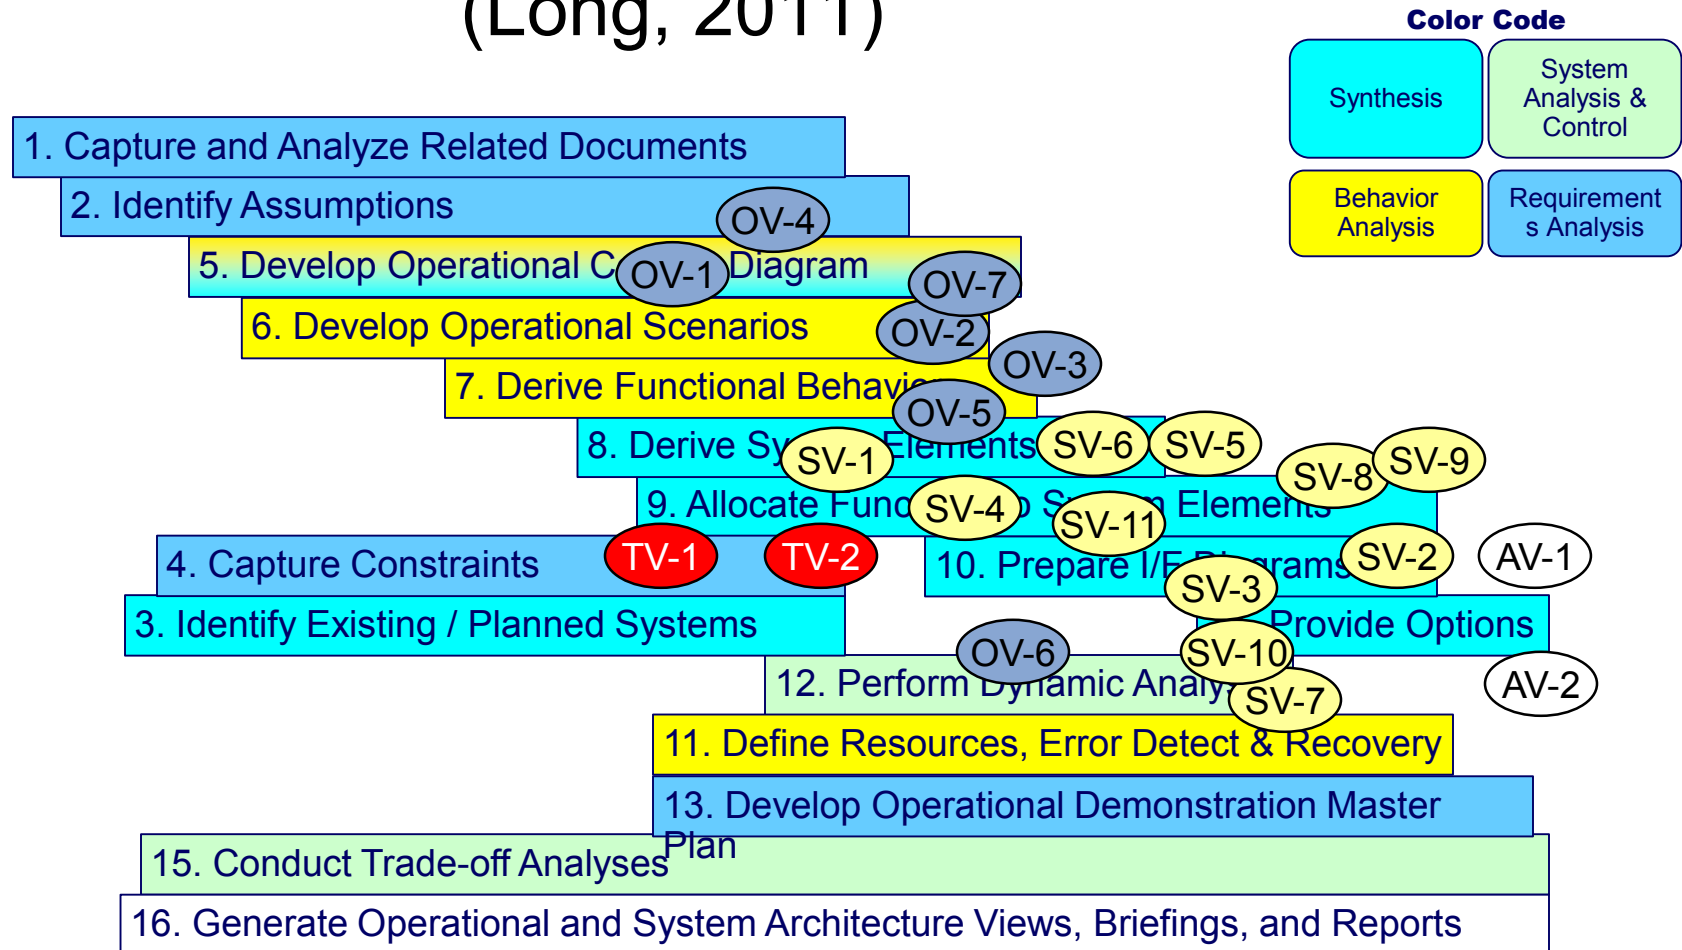 (Long, 2011)
Color Code
Synthesis
System
Analysis &
Control
Behavior
Analysis
Requirement
s Analysis
1. Capture and Analyze Related Documents
2. Identify Assumptions
OV-4
5. Develop Operational C
OV-1
Diagram
OV-7
6. Develop Operational Scenarios
OV-2
OV-3
7. Derive Functional Behavio
OV-5
8. Derive Sy
SV-1
Elements
SV-6
SV-5
SV-8
SV-9
9. Allocate Func
SV-4
o S
SV-11
m Elements
4. Capture Constraints
TV-1
TV-2
10. Prepare I/F Diagrams
SV-3
SV-2
AV-1
3. Identify Existing / Planned Systems
Provide Options
OV-6
SV-10
12. Perform Dynamic Analys
SV-7
AV-2
11. Define Resources, Error Detect & Recovery
13. Develop Operational Demonstration Master
Plan
15. Conduct Trade-off Analyses
16. Generate Operational and System Architecture Views, Briefings, and Reports